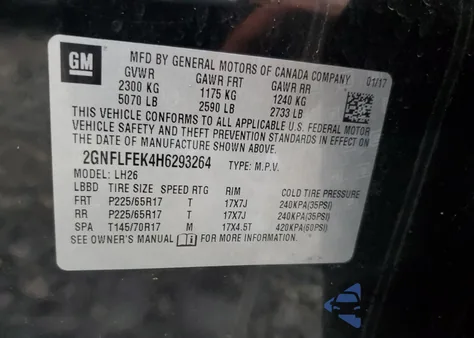 GM MFD BY GENERAL MOTORS OF CANADA COMPANY 01/17
GVWR GAWR FRT GAWR RR
2300 KG 1175 KG 1240 KG
5070 LB 2590 LB 2733 LB
THIS VEHICLE CONFORMS TO ALL APPLICABLE U.S. FEDERAL MOTOR
VEHICLE SAFETY AND THEFT PREVENTION STANDARDS IN EFFECT ON
THE DATE OF MANUFACTURE SHOWN ABOVE.
2GNFLFEK4H6293264 TYPE: M.P.V.
MODEL: LH26
LBBD TIRE SIZE SPEED RTG RIM COLD TIRE PRESSURE
FRT P225/65R17 T 17X7J 240KPA(35PSI)
RR P225/65R17 T 17X7J 240KPA(35PSI)
SPA T145/70R17 M 17X4.5T 420KPA(60PSI)
SEE OWNER'S MANUAL FOR MORE INFORMATION.